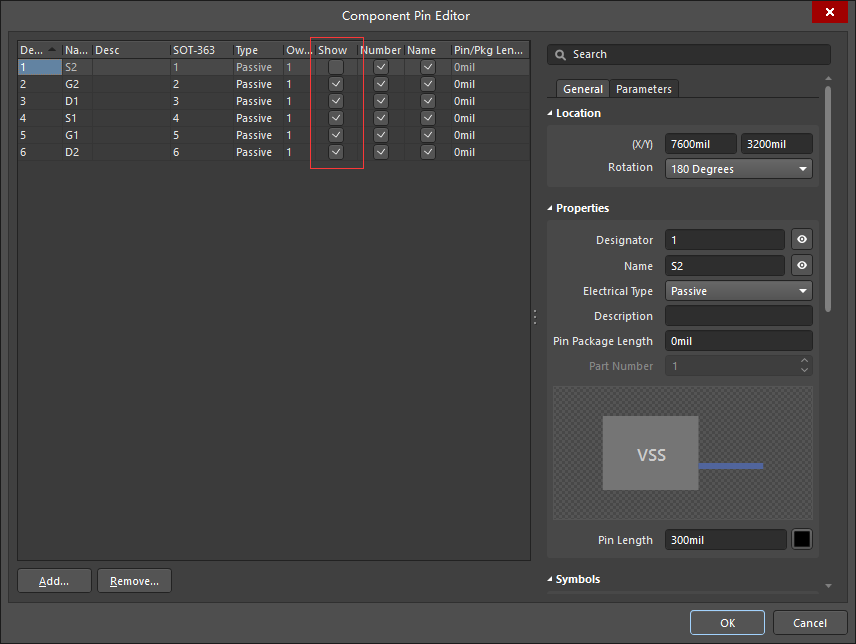 Component Pin Editor
De... Na... Desc SOT-363 Type Ow... Show Number Name Pin/Pkg Len...
1 S2 1 Passive 1 0mil
2 G2 2 Passive 1 0mil
3 D1 3 Passive 1 0mil
4 S1 4 Passive 1 0mil
5 G1 5 Passive 1 0mil
6 D2 6 Passive 1 0mil
Add... Remove...
Search
General Parameters
Location
(X/Y) 7600mil 3200mil
Rotation 180 Degrees
Properties
Designator 1
Name S2
Electrical Type Passive
Description
Pin Package Length 0mil
Part Number 1
VSS
Pin Length 300mil
Symbols
OK Cancel